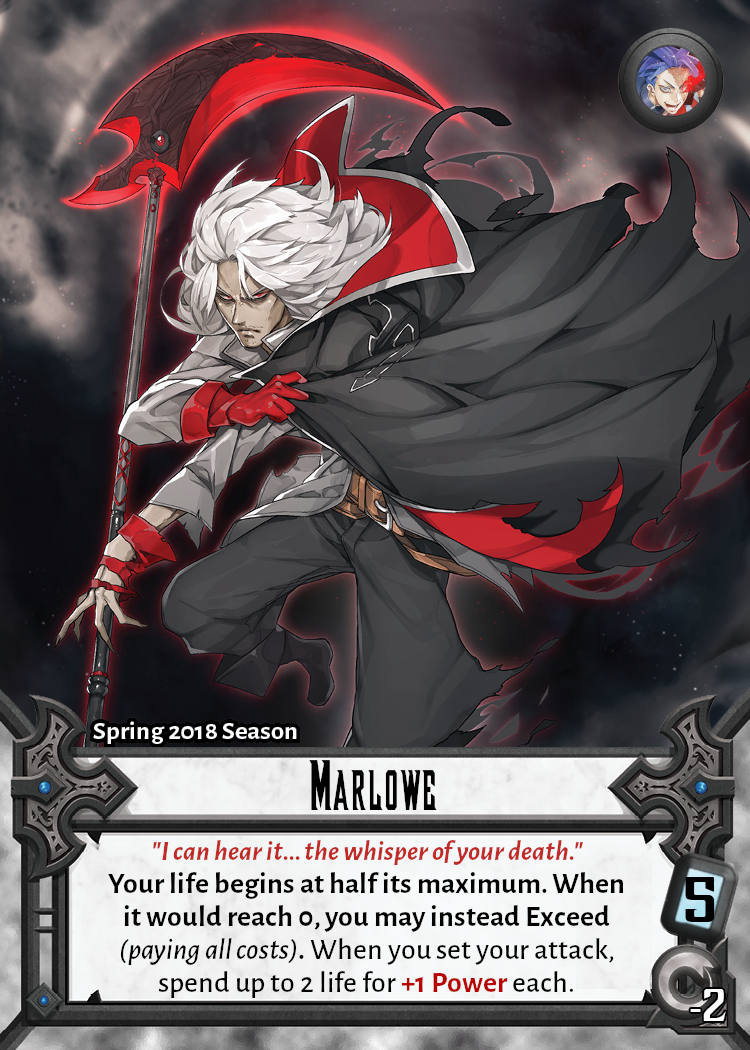 Spring 2018 Season
Marlowe
"I can hear it... the whisper of your death."
Your life begins at half its maximum. When
it would reach 0, you may instead Exceed
(paying all costs). When you set your attack,
spend up to 2 life for +1 Power each.
5
-2